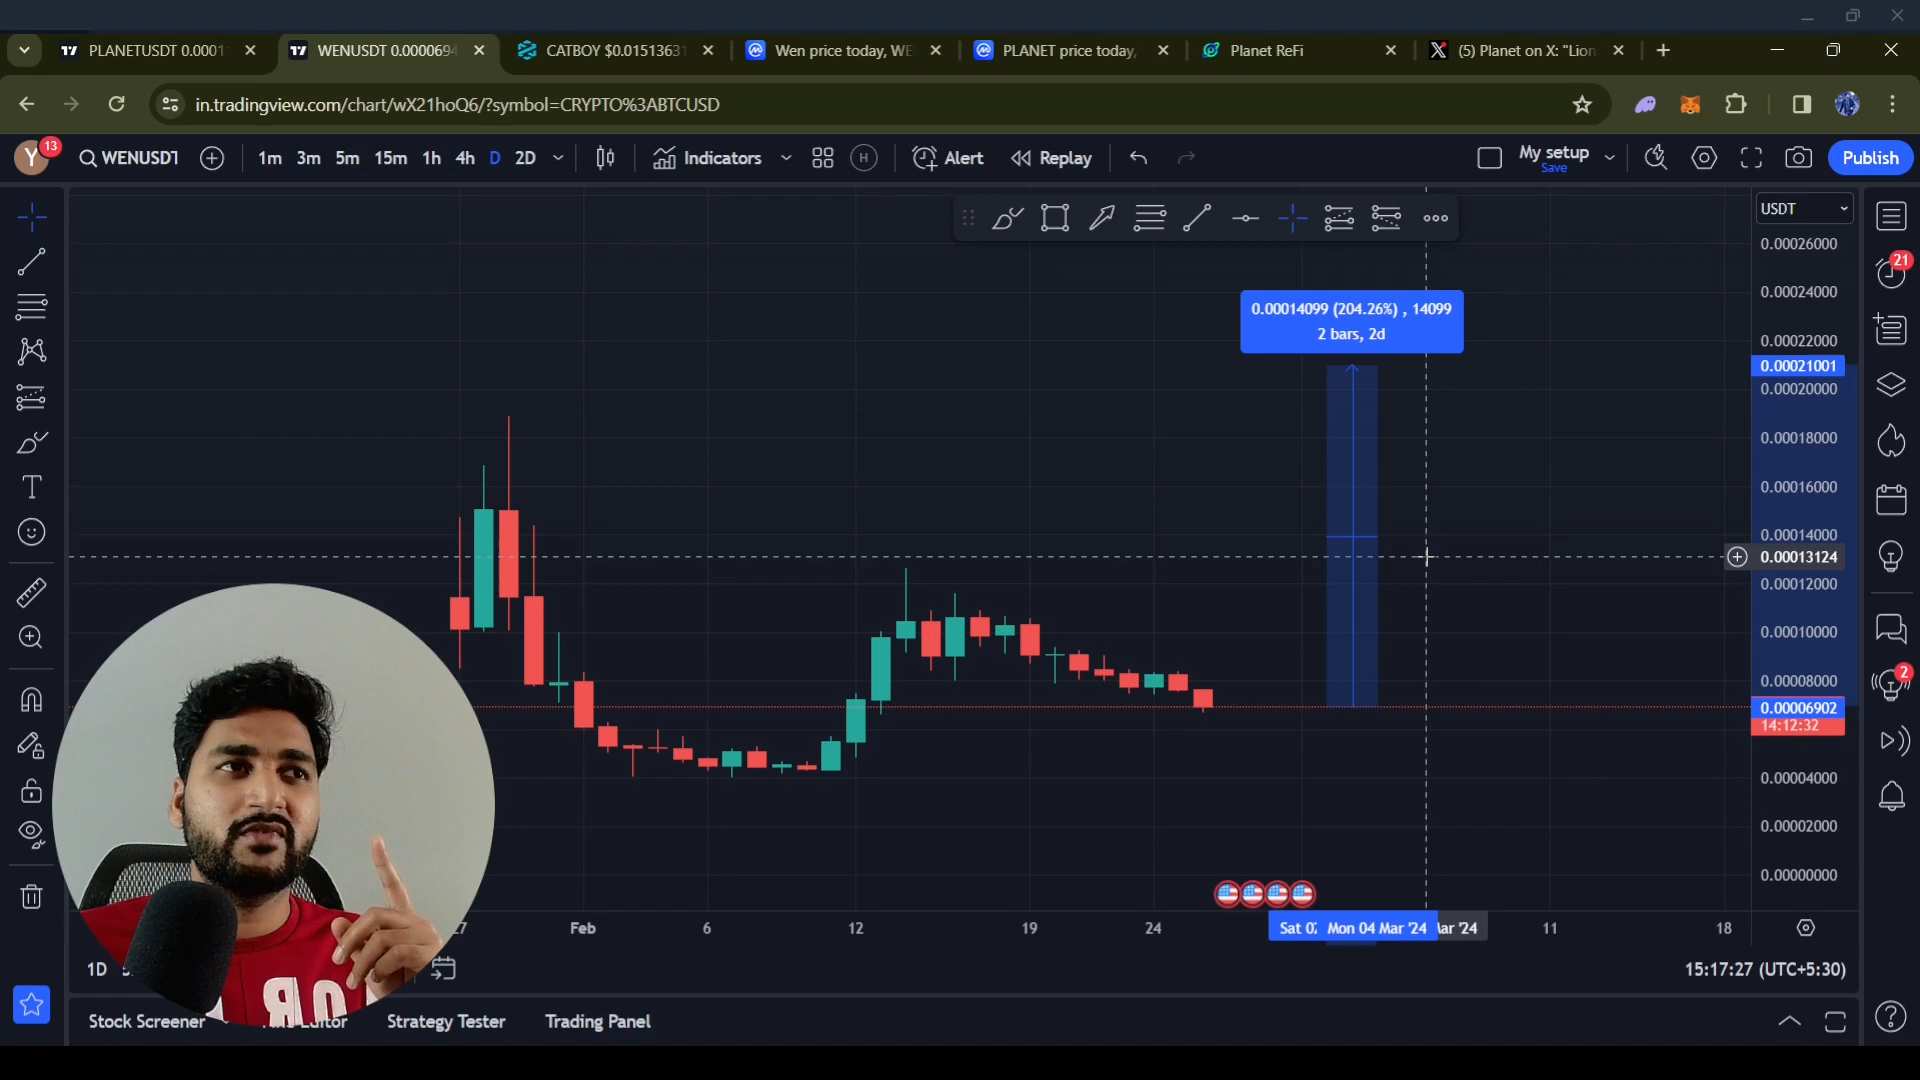 PLANETUSDT 0.0001
WENUSDT 0.0000694
CATBOY $0.01513631
Wen price today, WE
PLANET price today,
Planet ReFi
(5) Planet on X: "Lion
in.tradingview.com/chart/wX21hoQ6/?symbol=CRYPTO%3ABTCUSD
Y
13
WENUSDT
1m
3m
5m
15m
1h
4h
D
2D
Indicators
H
Alert
Replay
My setup
Save
Publish
USDT
0.00026000
21
0.00024000
0.00014099 (204.26%) , 14099
2 bars, 2d
0.00022000
0.00021001
0.00020000
0.00018000
0.00016000
0.00014000
0.00013124
0.00012000
0.00010000
0.00008000
2
0.00006902
14:12:32
0.00004000
0.00002000
0.00000000
Feb
6
12
19
24
Mon 04 Mar '24
11
18
1D
15:17:27 (UTC+5:30)
Stock Screener
Strategy Tester
Trading Panel